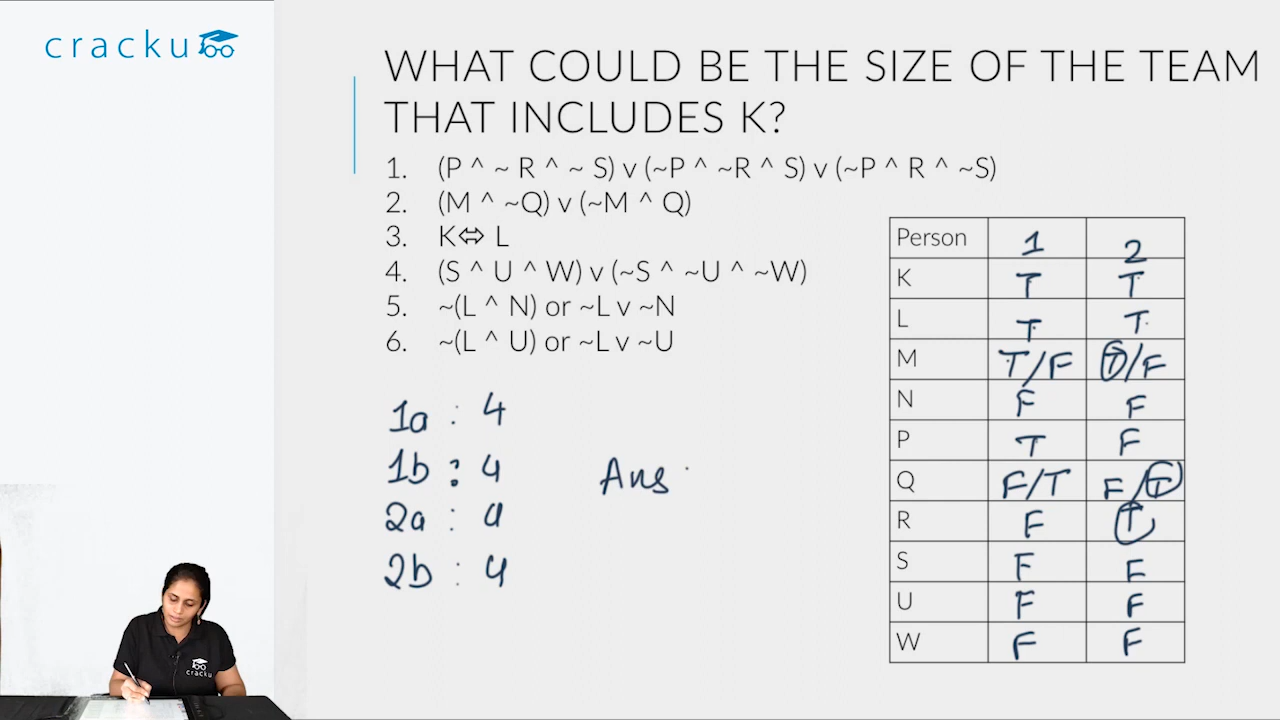 cracku
WHAT COULD BE THE SIZE OF THE TEAM
THAT INCLUDES K?
1. (P ^ ~ R ^ ~ S) v (~P ^ ~R ^ S) v (~P ^ R ^ ~S)
2. (M ^ ~Q) v (~M ^ Q)
3. K⇔ L
4. (S ^ U ^ W) v (~S ^ ~U ^ ~W)
5. ~(L ^ N) or ~L v ~N
6. ~(L ^ U) or ~L v ~U
1a : 4
1b : 4
2a : 4
2b : 4
Ans :
Person 1 2
K T T
L T T
M T/F T/F
N F F
P T F
Q F/T F/T
R F T
S F F
U F F
W F F
cracku